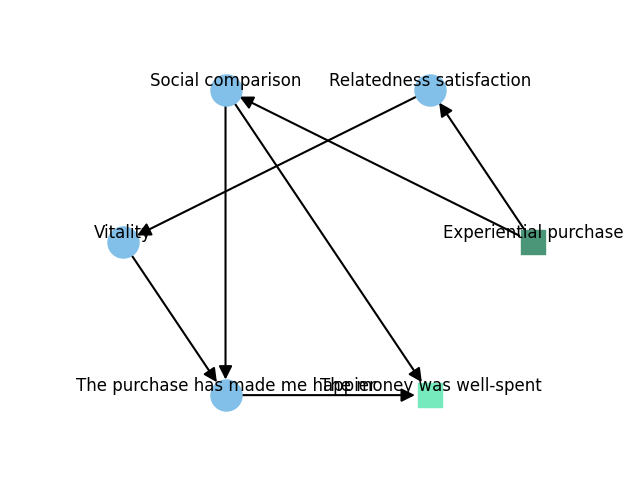 Social comparison
Relatedness satisfaction
Vitality
Experiential purchase
The purchase has made me happier
The money was well-spent